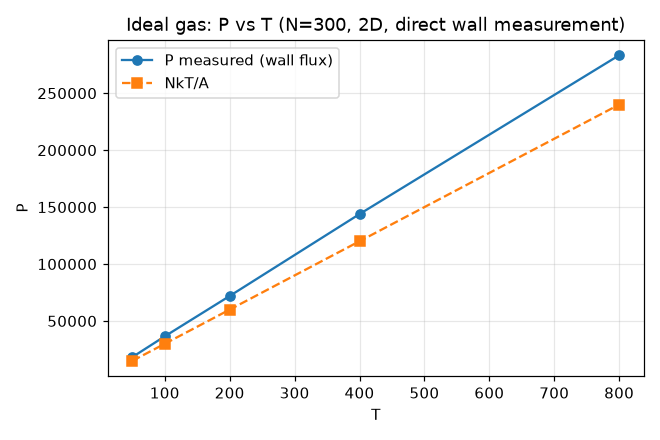 Ideal gas: P vs T (N=300, 2D, direct wall measurement)
P measured (wall flux)
NkT/A
250000
200000
150000
100000
50000
P
100
200
300
400
500
600
700
800
T